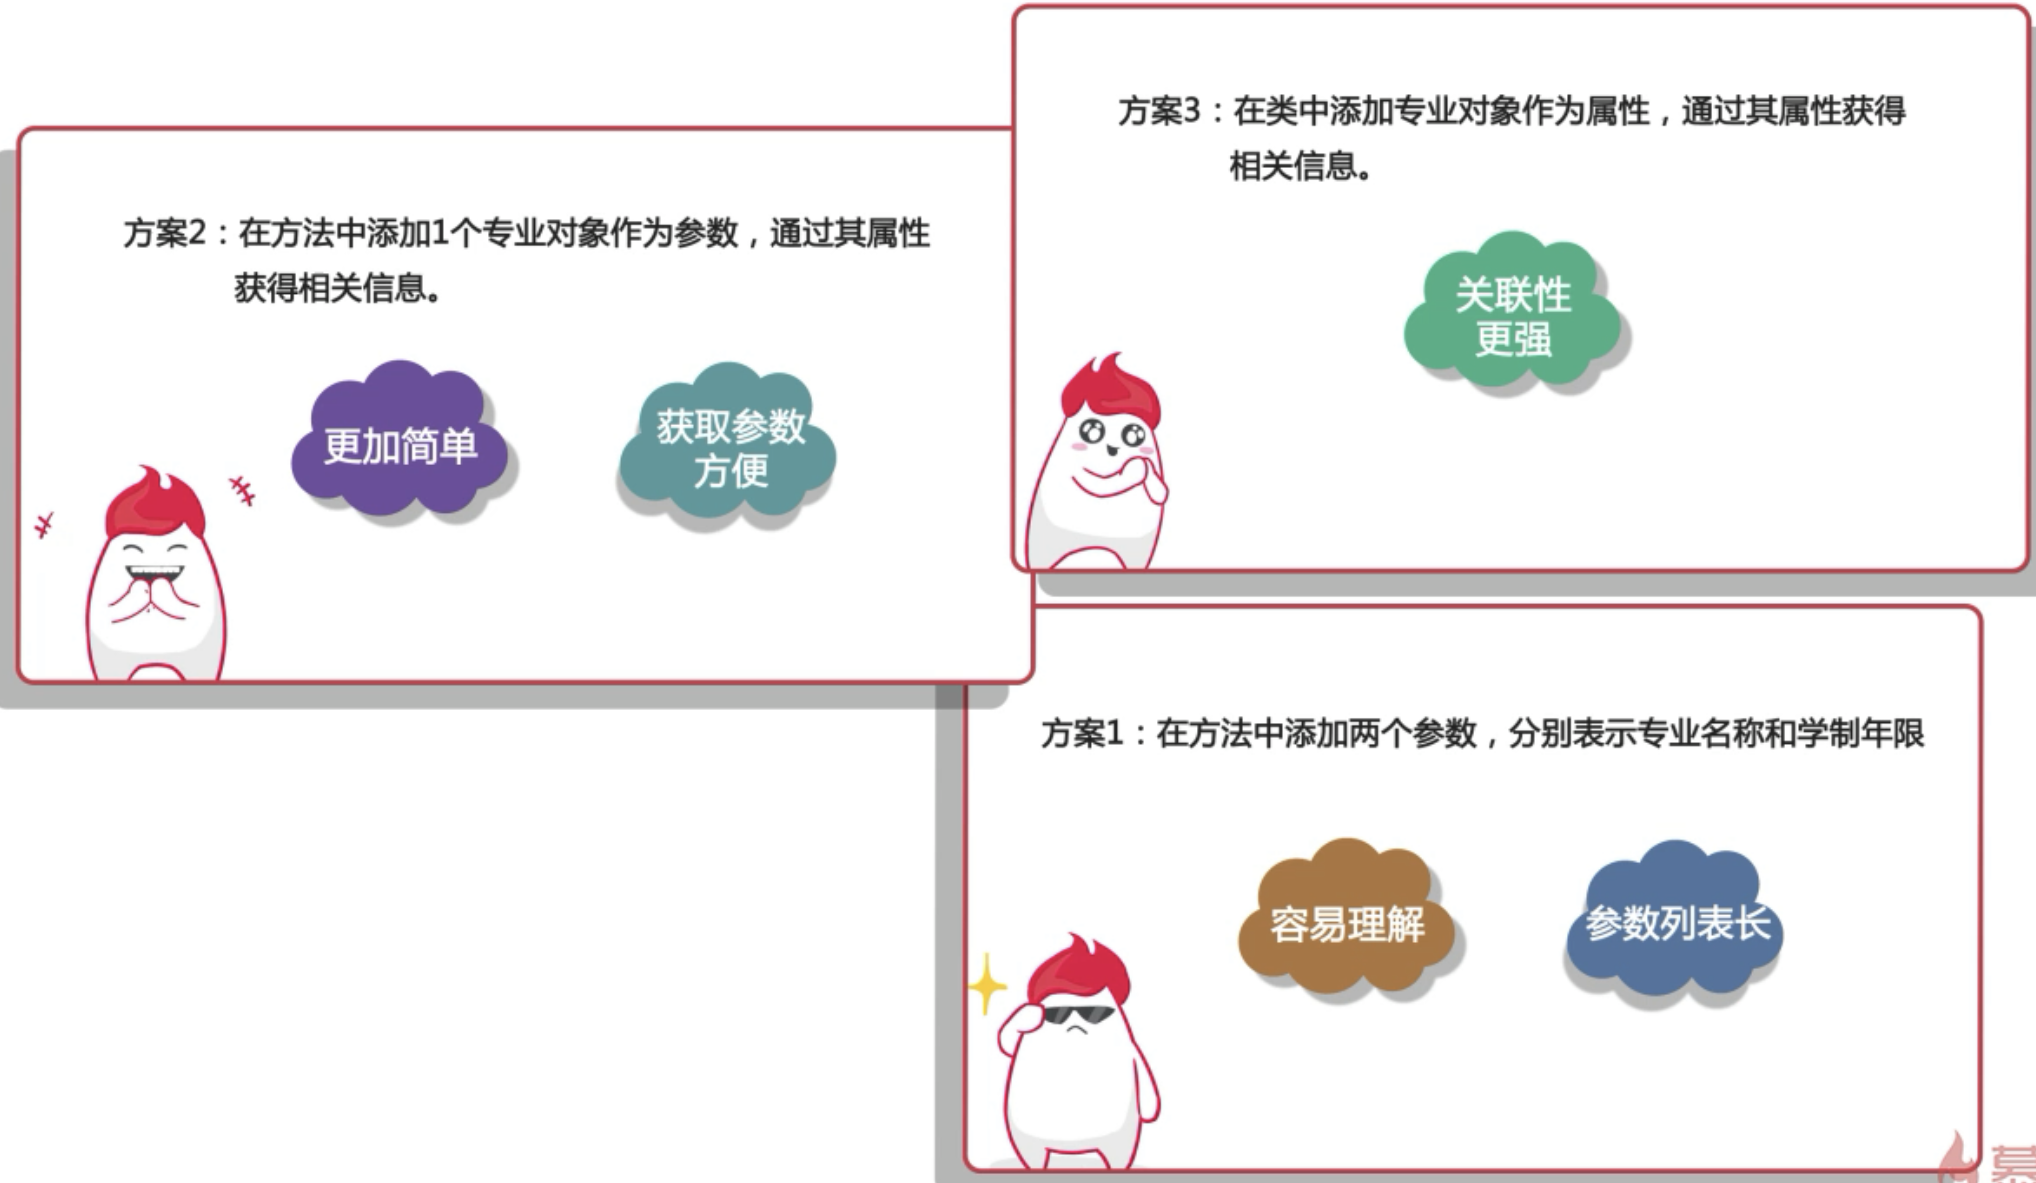 方案3：在类中添加专业对象作为属性，通过其属性获得
相关信息。
关联性
更强
方案2：在方法中添加1个专业对象作为参数，通过其属性
获得相关信息。
更加简单
获取参数
方便
方案1：在方法中添加两个参数，分别表示专业名称和学制年限
容易理解
参数列表长